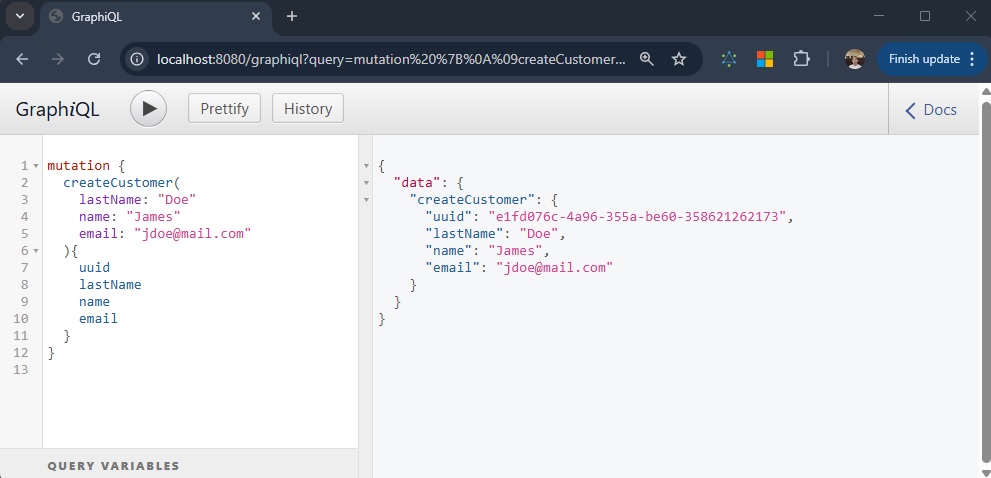 GraphiQL
localhost:8080/graphiql?query=mutation%20%7B%0A%09createCustomer...
Finish update
GraphiQL
Prettify
History
Docs
1 mutation {
2 createCustomer(
3 lastName: "Doe"
4 name: "James"
5 email: "jdoe@mail.com"
6 ){
7 uuid
8 lastName
9 name
10 email
11 }
12 }
13
QUERY VARIABLES
{
"data": {
"createCustomer": {
"uuid": "e1fd076c-4a96-355a-be60-358621262173",
"lastName": "Doe",
"name": "James",
"email": "jdoe@mail.com"
}
}
}